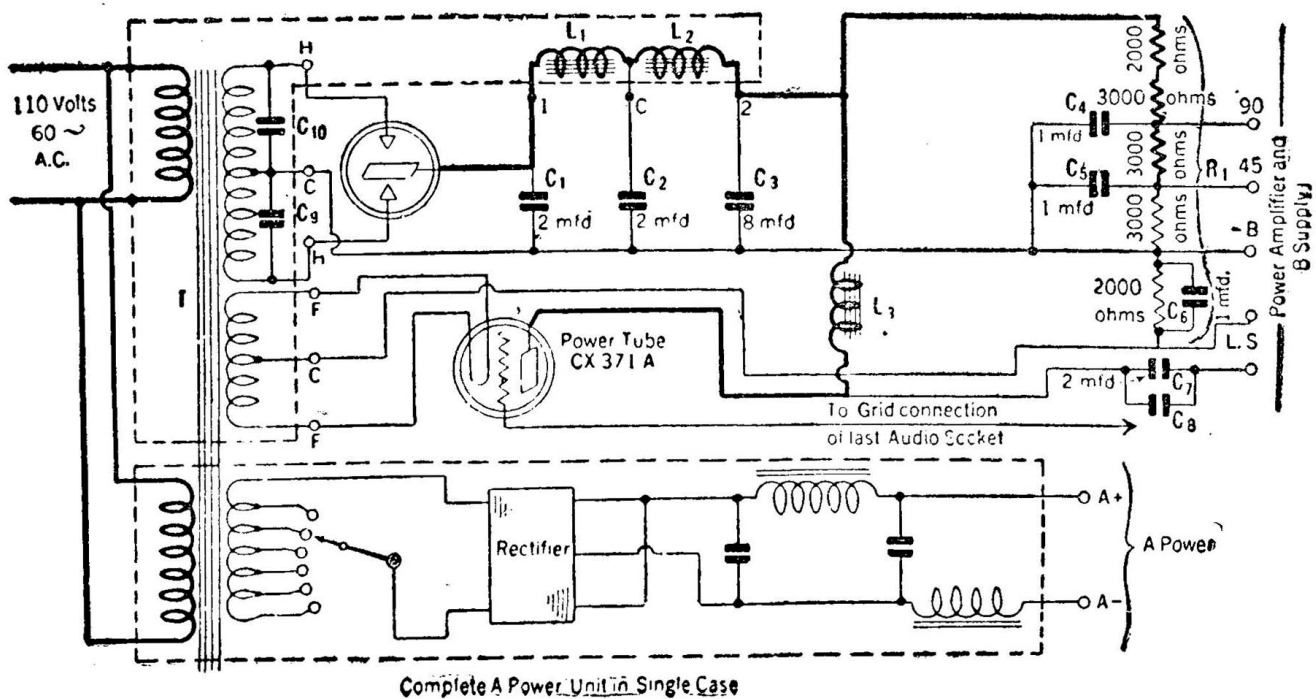 110 Volts
60 ~
A.C.
T
H
C10
C
C9
h
F
C
F
L1
L2
1
C
2
C1
2 mfd
C2
2 mfd
C3
8 mfd
L3
Power Tube
CX 371 A
To Grid connection
of last Audio Socket
2000
ohms
3000
ohms
3000
ohms
3000
ohms
R1
C4
1 mfd
C5
1 mfd
2000
ohms
C6
1 mfd.
2 mfd
C7
C8
90
45
-B
L.S
Power Amplifier and
B Supply
Rectifier
A+
A-
A Power
Complete A Power Unit in Single Case